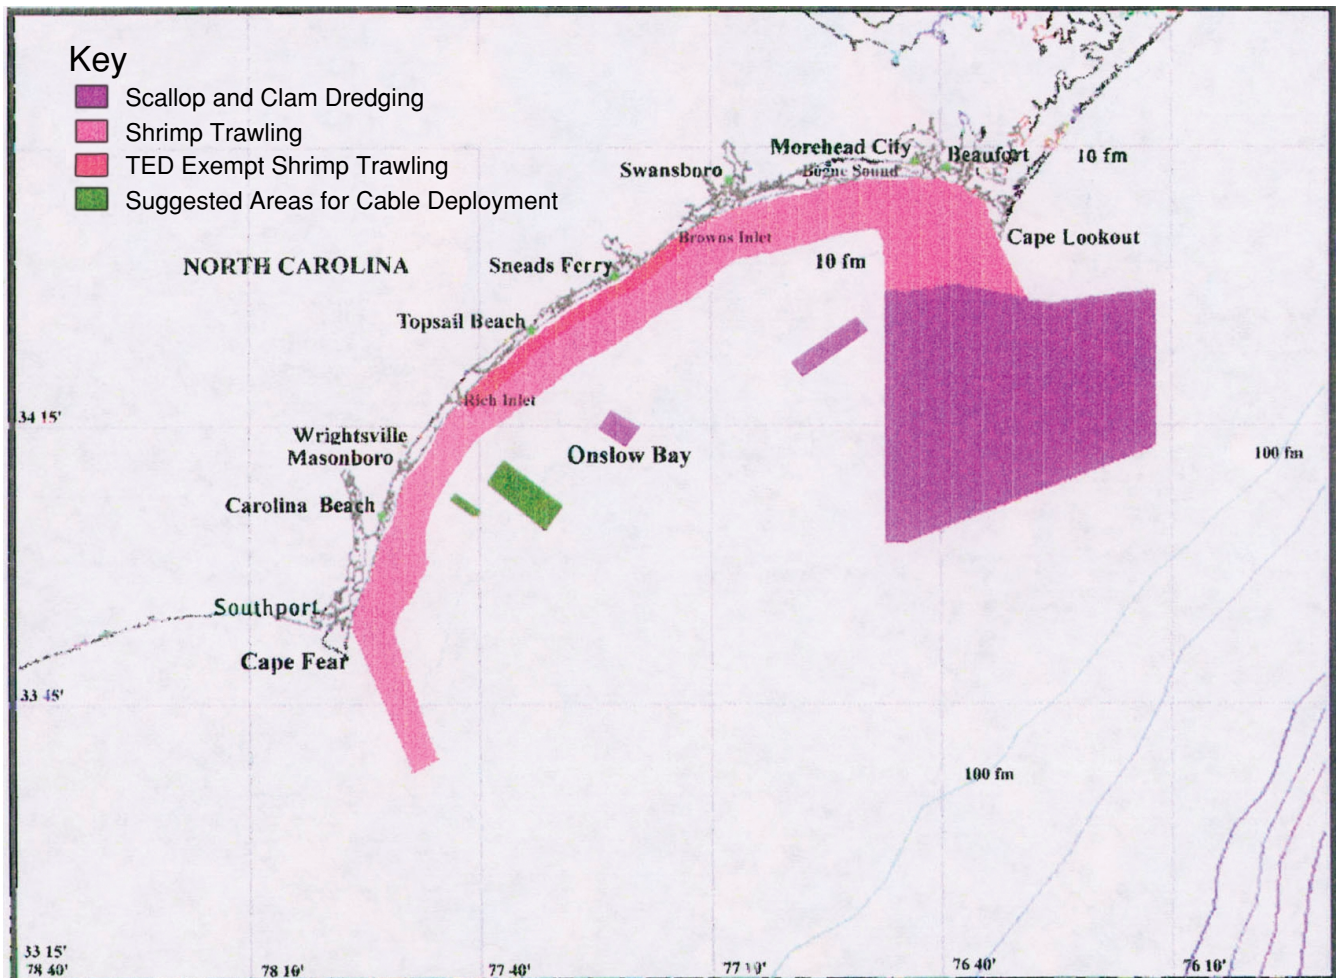 Key
Scallop and Clam Dredging
Shrimp Trawling
TED Exempt Shrimp Trawling
Suggested Areas for Cable Deployment
Morehead City
Beaufort
10 fm
Swansboro
Bogue Sound
Browns Inlet
Cape Lookout
NORTH CAROLINA
Sneads Ferry
10 fm
Topsail Beach
Rich Inlet
34 15'
Wrightsville
Masonboro
Onslow Bay
100 fm
Carolina Beach
Southport
Cape Fear
33 45'
100 fm
33 15'
78 40'
78 10'
77 40'
77 10'
76 40'
76 10'